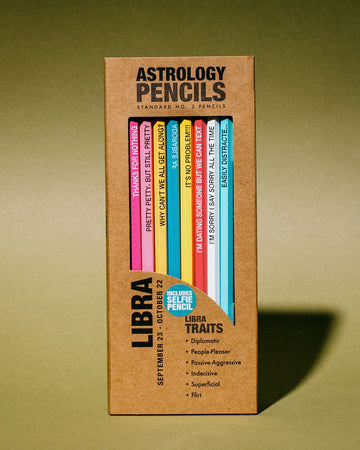 ASTROLOGY
PENCILS
STANDARD NO. 2 PENCILS
THANKS FOR NOTHING
PRETTY PETTY. BUT STILL PRETTY
WHY CAN'T WE ALL GET ALONG?
ADORABLE AF
IT'S NO PROBLEM!!!!
I'M DATING SOMEONE BUT WE CAN TEXT
I'M SORRY I SAY SORRY ALL THE TIME
EASILY DISTRACTE...
LIBRA
SEPTEMBER 23 - OCTOBER 22
INCLUDES
SELFIE
PENCIL
LIBRA
TRAITS
• Diplomatic
• People-Pleaser
• Passive-Aggressive
• Indecisive
• Superficial
• Flirt